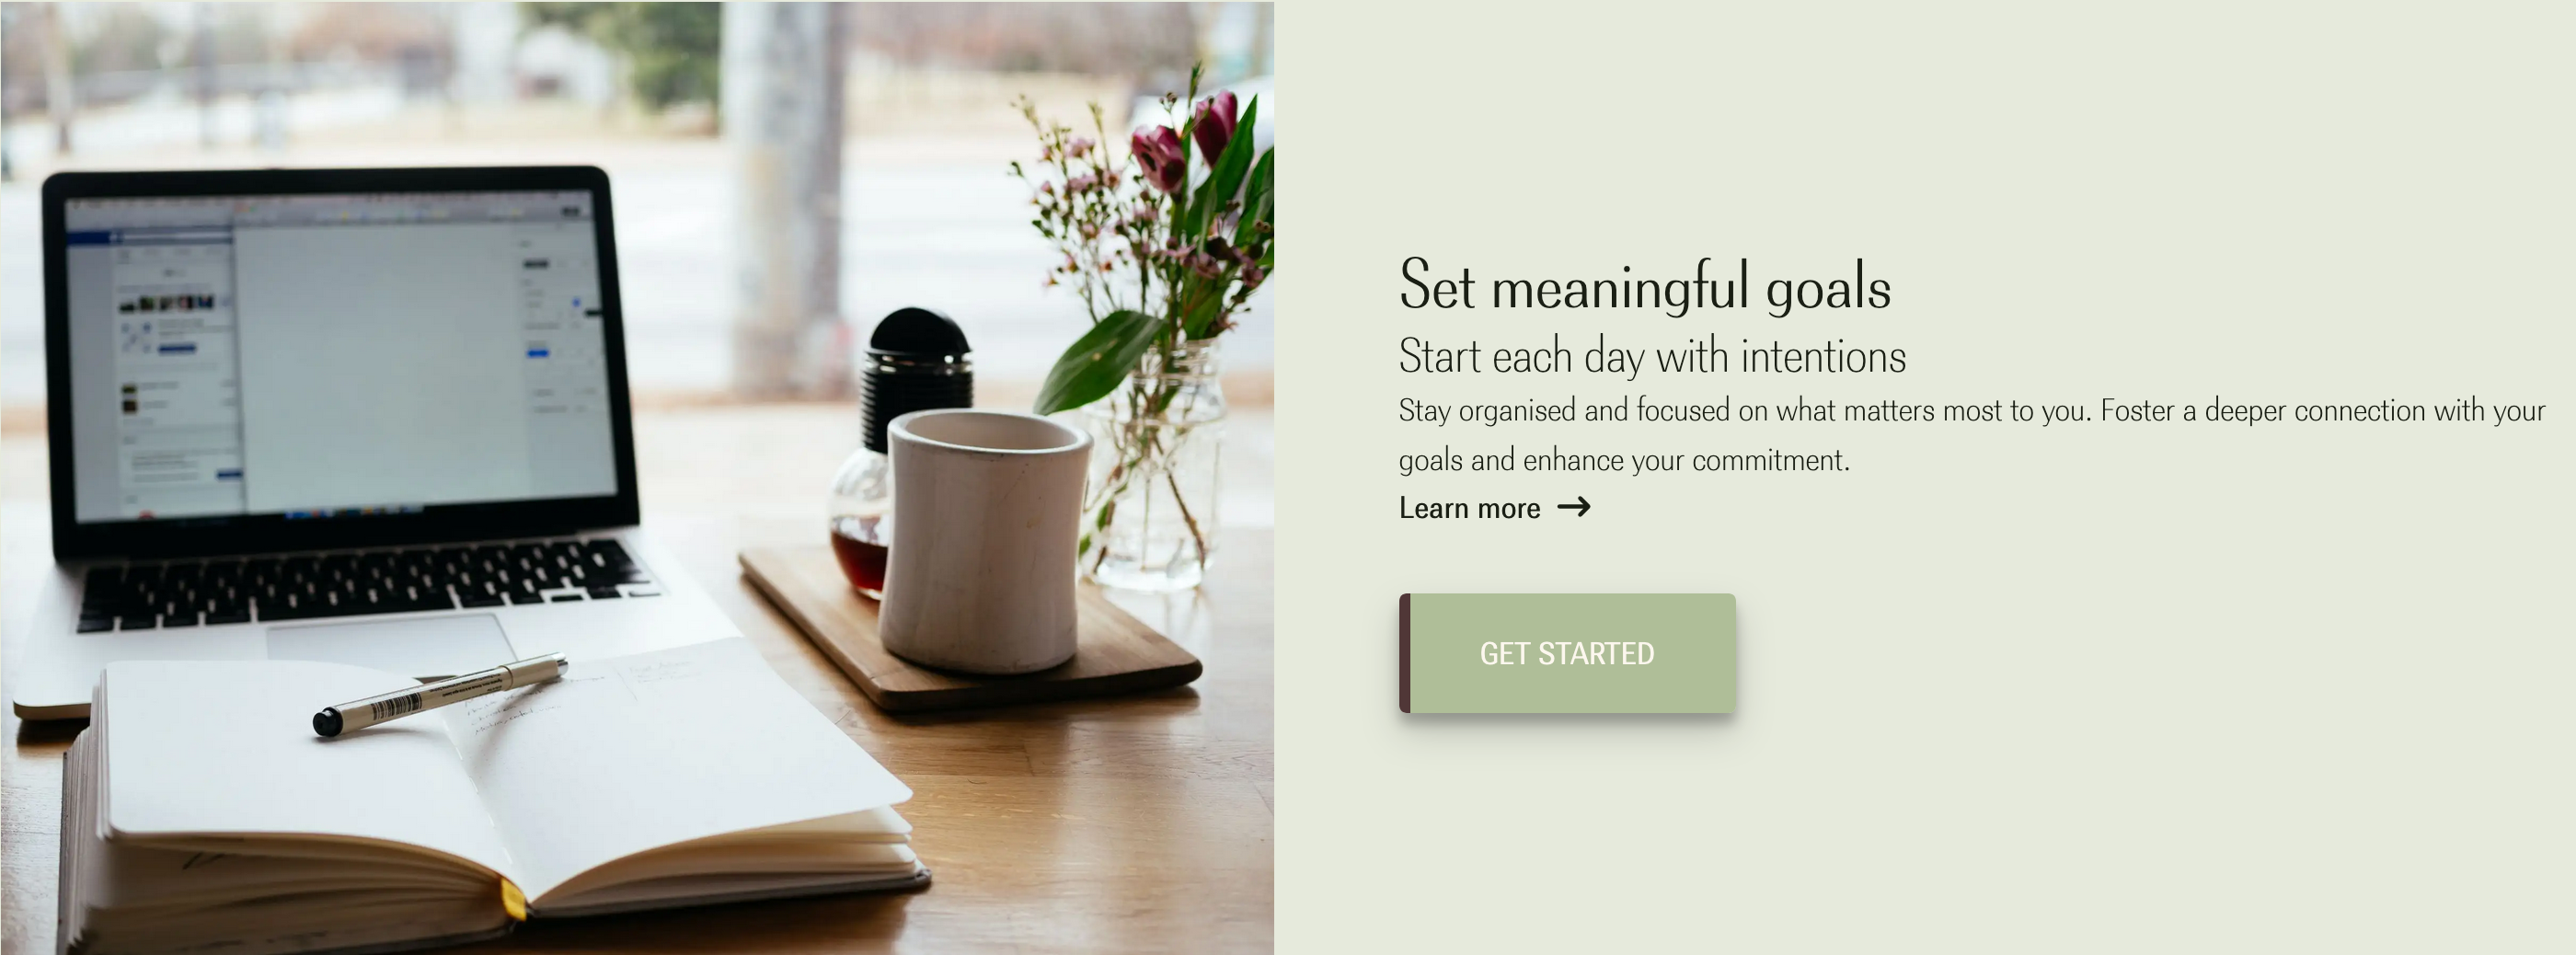 Set meaningful goals
Start each day with intentions
Stay organised and focused on what matters most to you. Foster a deeper connection with your
goals and enhance your commitment.
Learn more →
GET STARTED